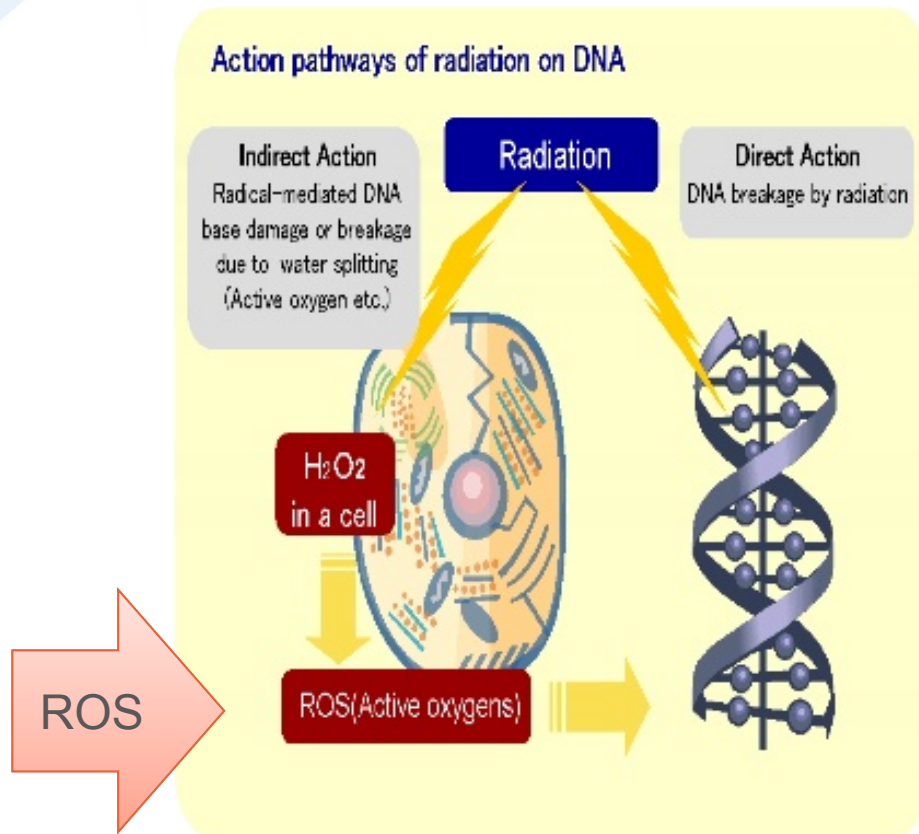 Action pathways of radiation on DNA
Indirect Action
Radical-mediated DNA
base damage or breakage
due to water splitting
(Active oxygen etc.)
Radiation
Direct Action
DNA breakage by radiation
H₂O2
in a cell
ROS
ROS(Active oxygens)